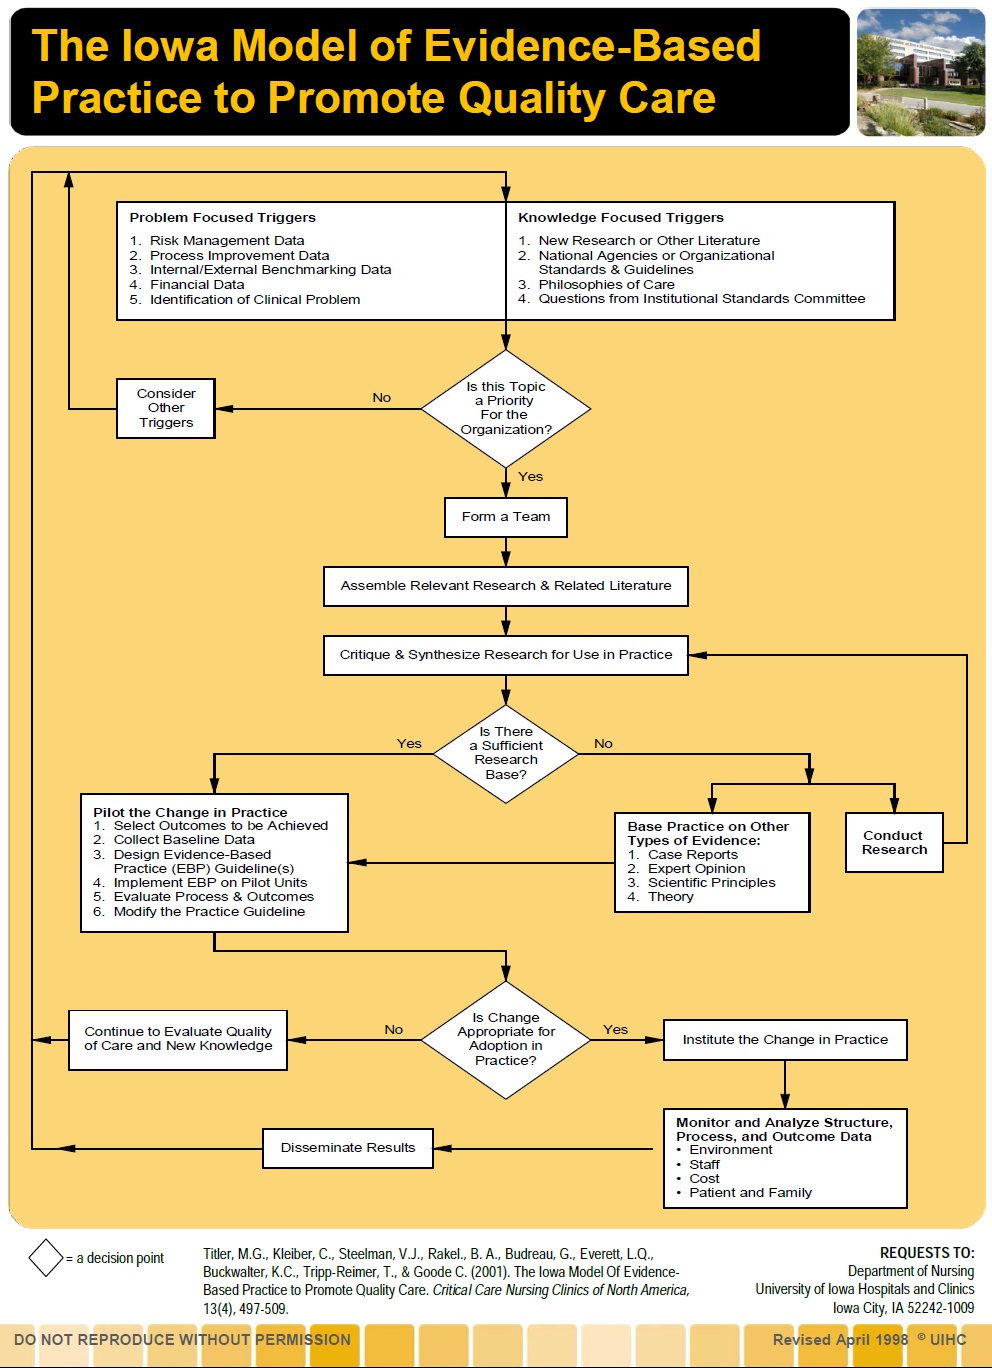 The Iowa Model of Evidence-Based
Practice to Promote Quality Care
Problem Focused Triggers
1. Risk Management Data
2. Process Improvement Data
3. Internal/External Benchmarking Data
4. Financial Data
5. Identification of Clinical Problem
Knowledge Focused Triggers
1. New Research or Other Literature
2. National Agencies or Organizational
Standards & Guidelines
3. Philosophies of Care
4. Questions from Institutional Standards Committee
Is this Topic
a Priority
For the
Organization?
No
Consider
Other
Triggers
Yes
Form a Team
Assemble Relevant Research & Related Literature
Critique & Synthesize Research for Use in Practice
Is There
a Sufficient
Research
Base?
Yes
No
Pilot the Change in Practice
1. Select Outcomes to be Achieved
2. Collect Baseline Data
3. Design Evidence-Based
Practice (EBP) Guideline(s)
4. Implement EBP on Pilot Units
5. Evaluate Process & Outcomes
6. Modify the Practice Guideline
Base Practice on Other
Types of Evidence:
1. Case Reports
2. Expert Opinion
3. Scientific Principles
4. Theory
Conduct
Research
Is Change
Appropriate for
Adoption in
Practice?
No
Yes
Continue to Evaluate Quality
of Care and New Knowledge
Institute the Change in Practice
Monitor and Analyze Structure,
Process, and Outcome Data
• Environment
• Staff
• Cost
• Patient and Family
Disseminate Results
= a decision point
Titler, M.G., Kleiber, C., Steelman, V.J., Rakel., B. A., Budreau, G., Everett, L.Q.,
Buckwalter, K.C., Tripp-Reimer, T., & Goode C. (2001). The Iowa Model Of Evidence-
Based Practice to Promote Quality Care. Critical Care Nursing Clinics of North America,
13(4), 497-509.
REQUESTS TO:
Department of Nursing
University of Iowa Hospitals and Clinics
Iowa City, IA 52242-1009
DO NOT REPRODUCE WITHOUT PERMISSION
Revised April 1998 © UIHC